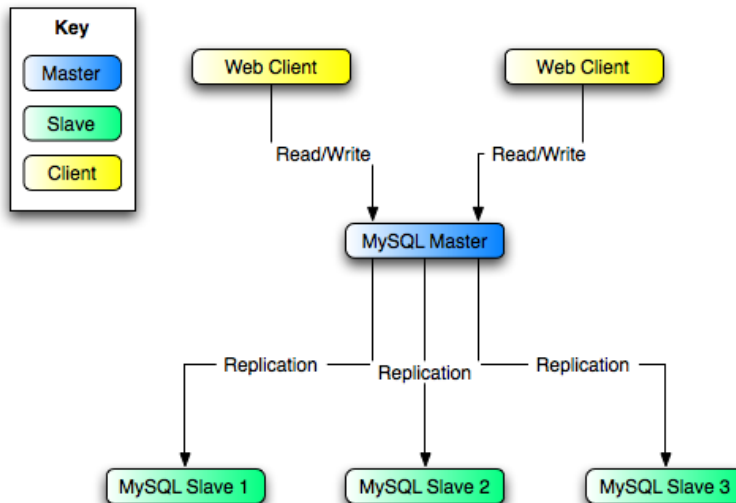 Key
Master
Slave
Client
Web Client
Web Client
Read/Write
Read/Write
MySQL Master
Replication
Replication
Replication
MySQL Slave 1
MySQL Slave 2
MySQL Slave 3